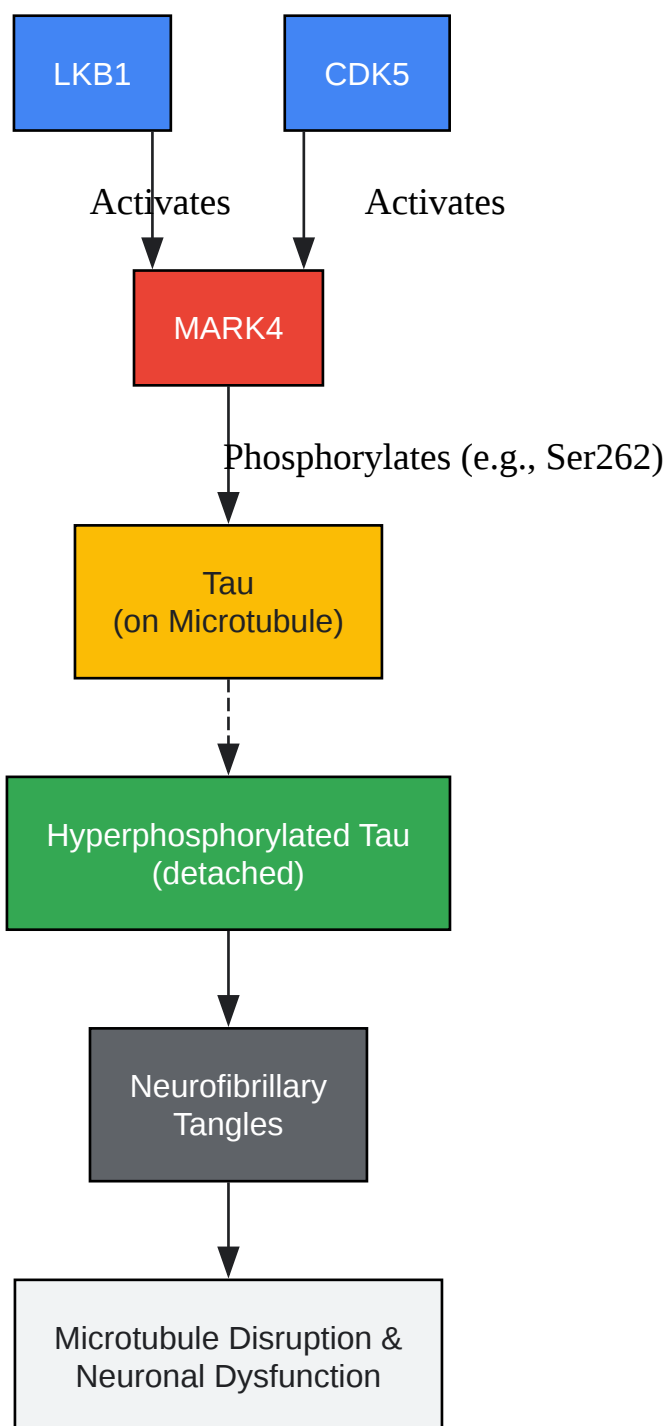 LKB1
CDK5
Activates
Activates
MARK4
Phosphorylates (e.g., Ser262)
Tau
(on Microtubule)
Hyperphosphorylated Tau
(detached)
Neurofibrillary
Tangles
Microtubule Disruption &
Neuronal Dysfunction